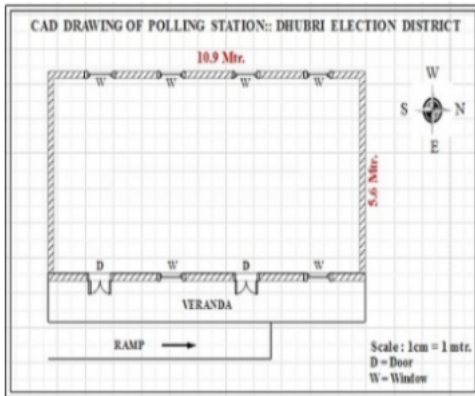 CAD DRAWING OF POLLING STATION:: DHUBRI ELECTION DISTRICT
10.9 Mtr.
W W W W
W
S N
E
5.6 Mtr.
D W D W
VERANDA
RAMP
Scale : 1cm = 1 mtr.
D = Door
W = Window